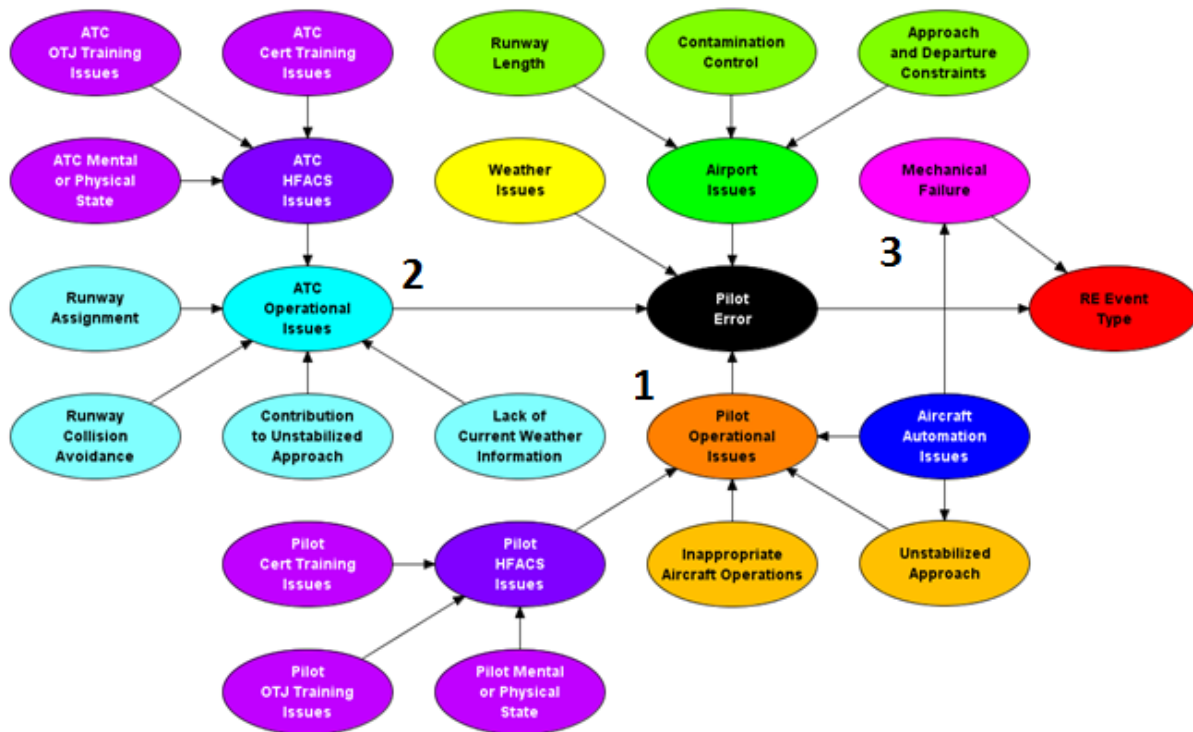 ATC
OTJ Training
Issues
ATC
Cert Training
Issues
Runway
Length
Contamination
Control
Approach
and Departure
Constraints
ATC Mental
or Physical
State
ATC
HFACS
Issues
Weather
Issues
Airport
Issues
Mechanical
Failure
2
3
Runway
Assignment
ATC
Operational
Issues
Pilot
Error
RE Event
Type
1
Runway
Collision
Avoidance
Contribution
to Unstabilized
Approach
Lack of
Current Weather
Information
Pilot
Operational
Issues
Aircraft
Automation
Issues
Pilot
Cert Training
Issues
Pilot
HFACS
Issues
Inappropriate
Aircraft Operations
Unstabilized
Approach
Pilot
OTJ Training
Issues
Pilot Mental
or Physical
State